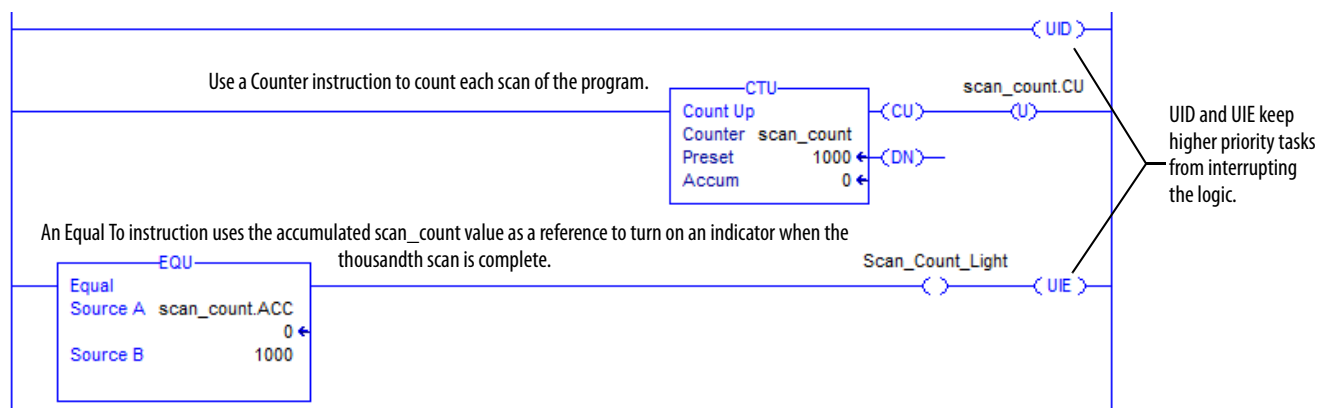 UID
Use a Counter instruction to count each scan of the program.
CTU
Count Up
Counter scan_count
Preset 1000
Accum 0
CU
DN
scan_count.CU
U
UID and UIE keep
higher priority tasks
from interrupting
the logic.
An Equal To instruction uses the accumulated scan_count value as a reference to turn on an indicator when the
thousandth scan is complete.
EQU
Equal
Source A scan_count.ACC
0
Source B 1000
Scan_Count_Light
UIE